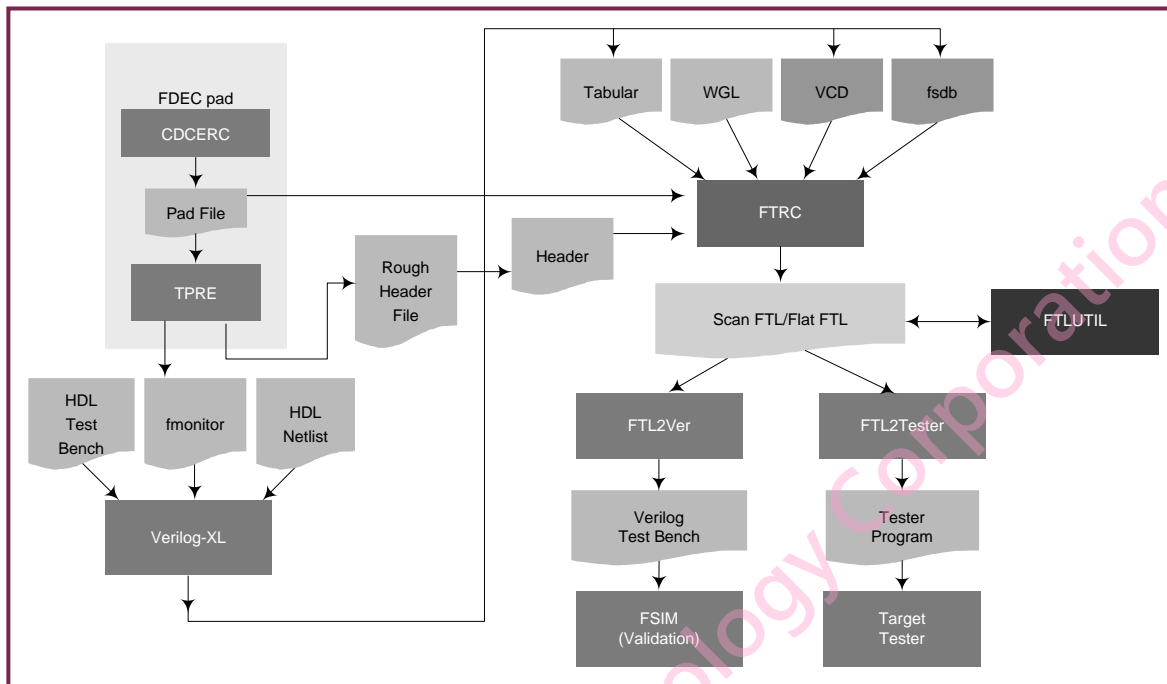 FDEC pad
CDCERC
Pad File
TPRE
Rough
Header
File
Header
Tabular
WGL
VCD
fsdb
FTRC
Scan FTL/Flat FTL
FTLUTIL
HDL
Test
Bench
fmonitor
HDL
Netlist
Verilog-XL
FTL2Ver
FTL2Tester
Verilog
Test Bench
Tester
Program
FSIM
(Validation)
Target
Tester
ology Corporation